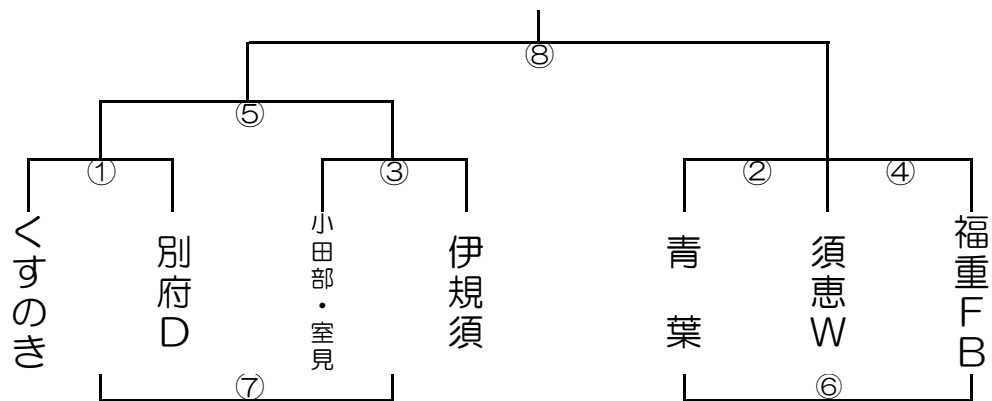 ⑧
⑤
① ③ ② ④
くすのき
別府D
小田部・室見
伊規須
青葉
須恵W
福重FB
⑦ ⑥